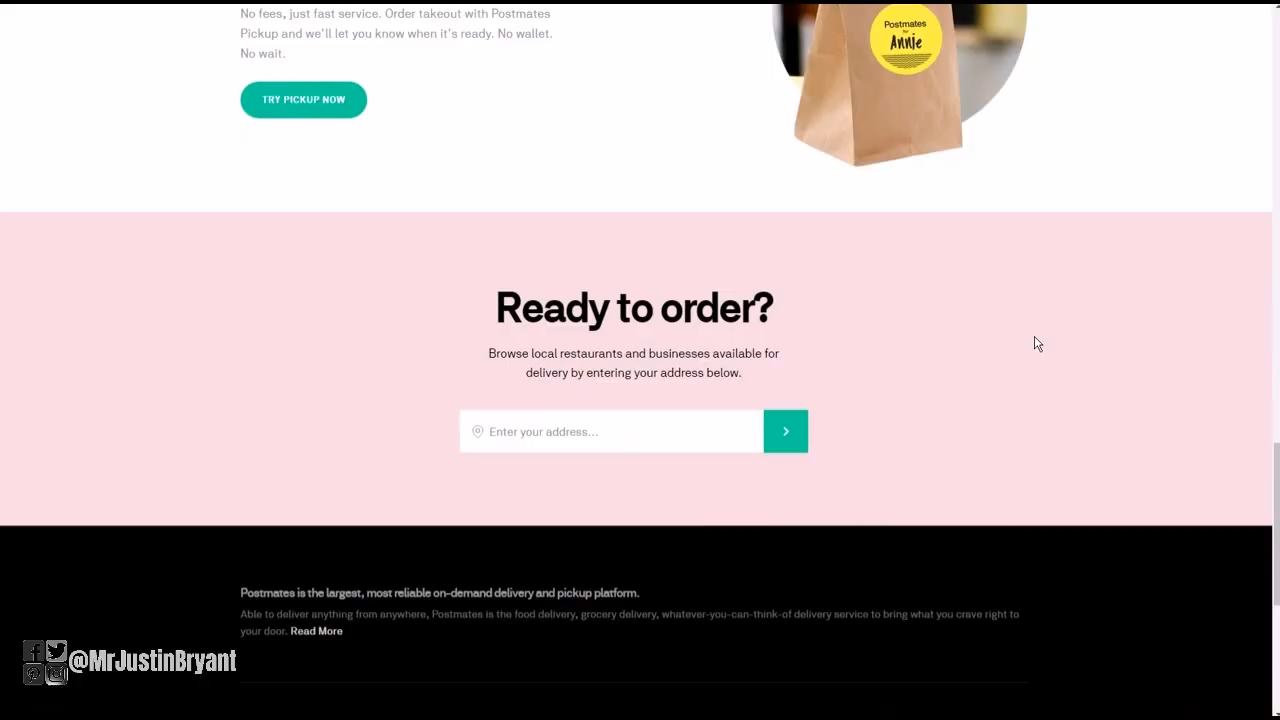 No fees, just fast service. Order takeout with Postmates
Pickup and we'll let you know when it's ready. No wallet.
No wait.
TRY PICKUP NOW
Postmates
for
Annie
Ready to order?
Browse local restaurants and businesses available for
delivery by entering your address below.
Enter your address...
Postmates is the largest, most reliable on-demand delivery and pickup platform.
Able to deliver anything from anywhere, Postmates is the food delivery, grocery delivery, whatever-you-can-think-of delivery service to bring what you crave right to
your door. Read More
@MrJustinBryant